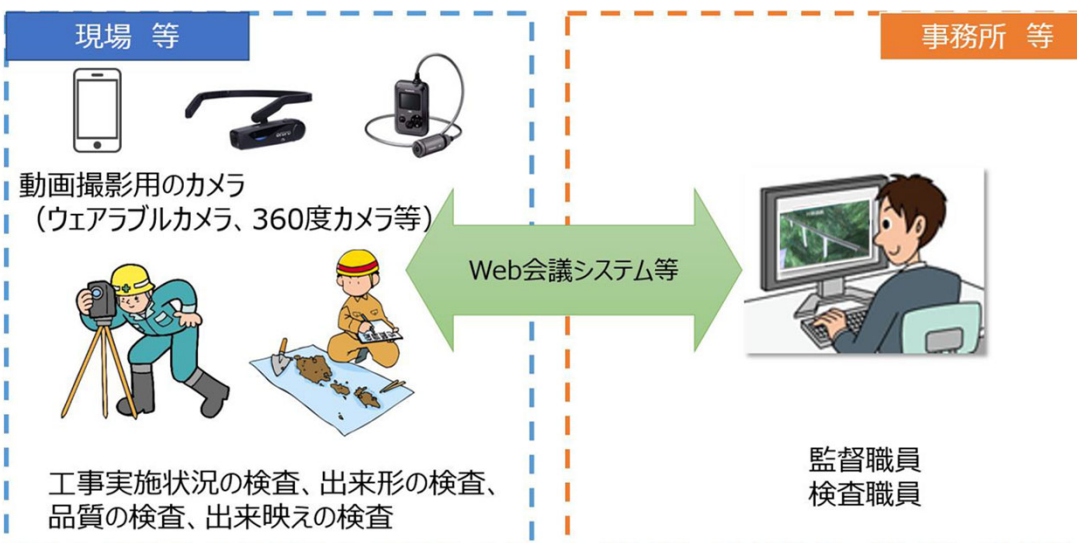 現場 等
事務所 等
動画撮影用のカメラ
（ウェアラブルカメラ、360度カメラ等）
Web会議システム等
工事実施状況の検査、出来形の検査、
品質の検査、出来映えの検査
監督職員
検査職員